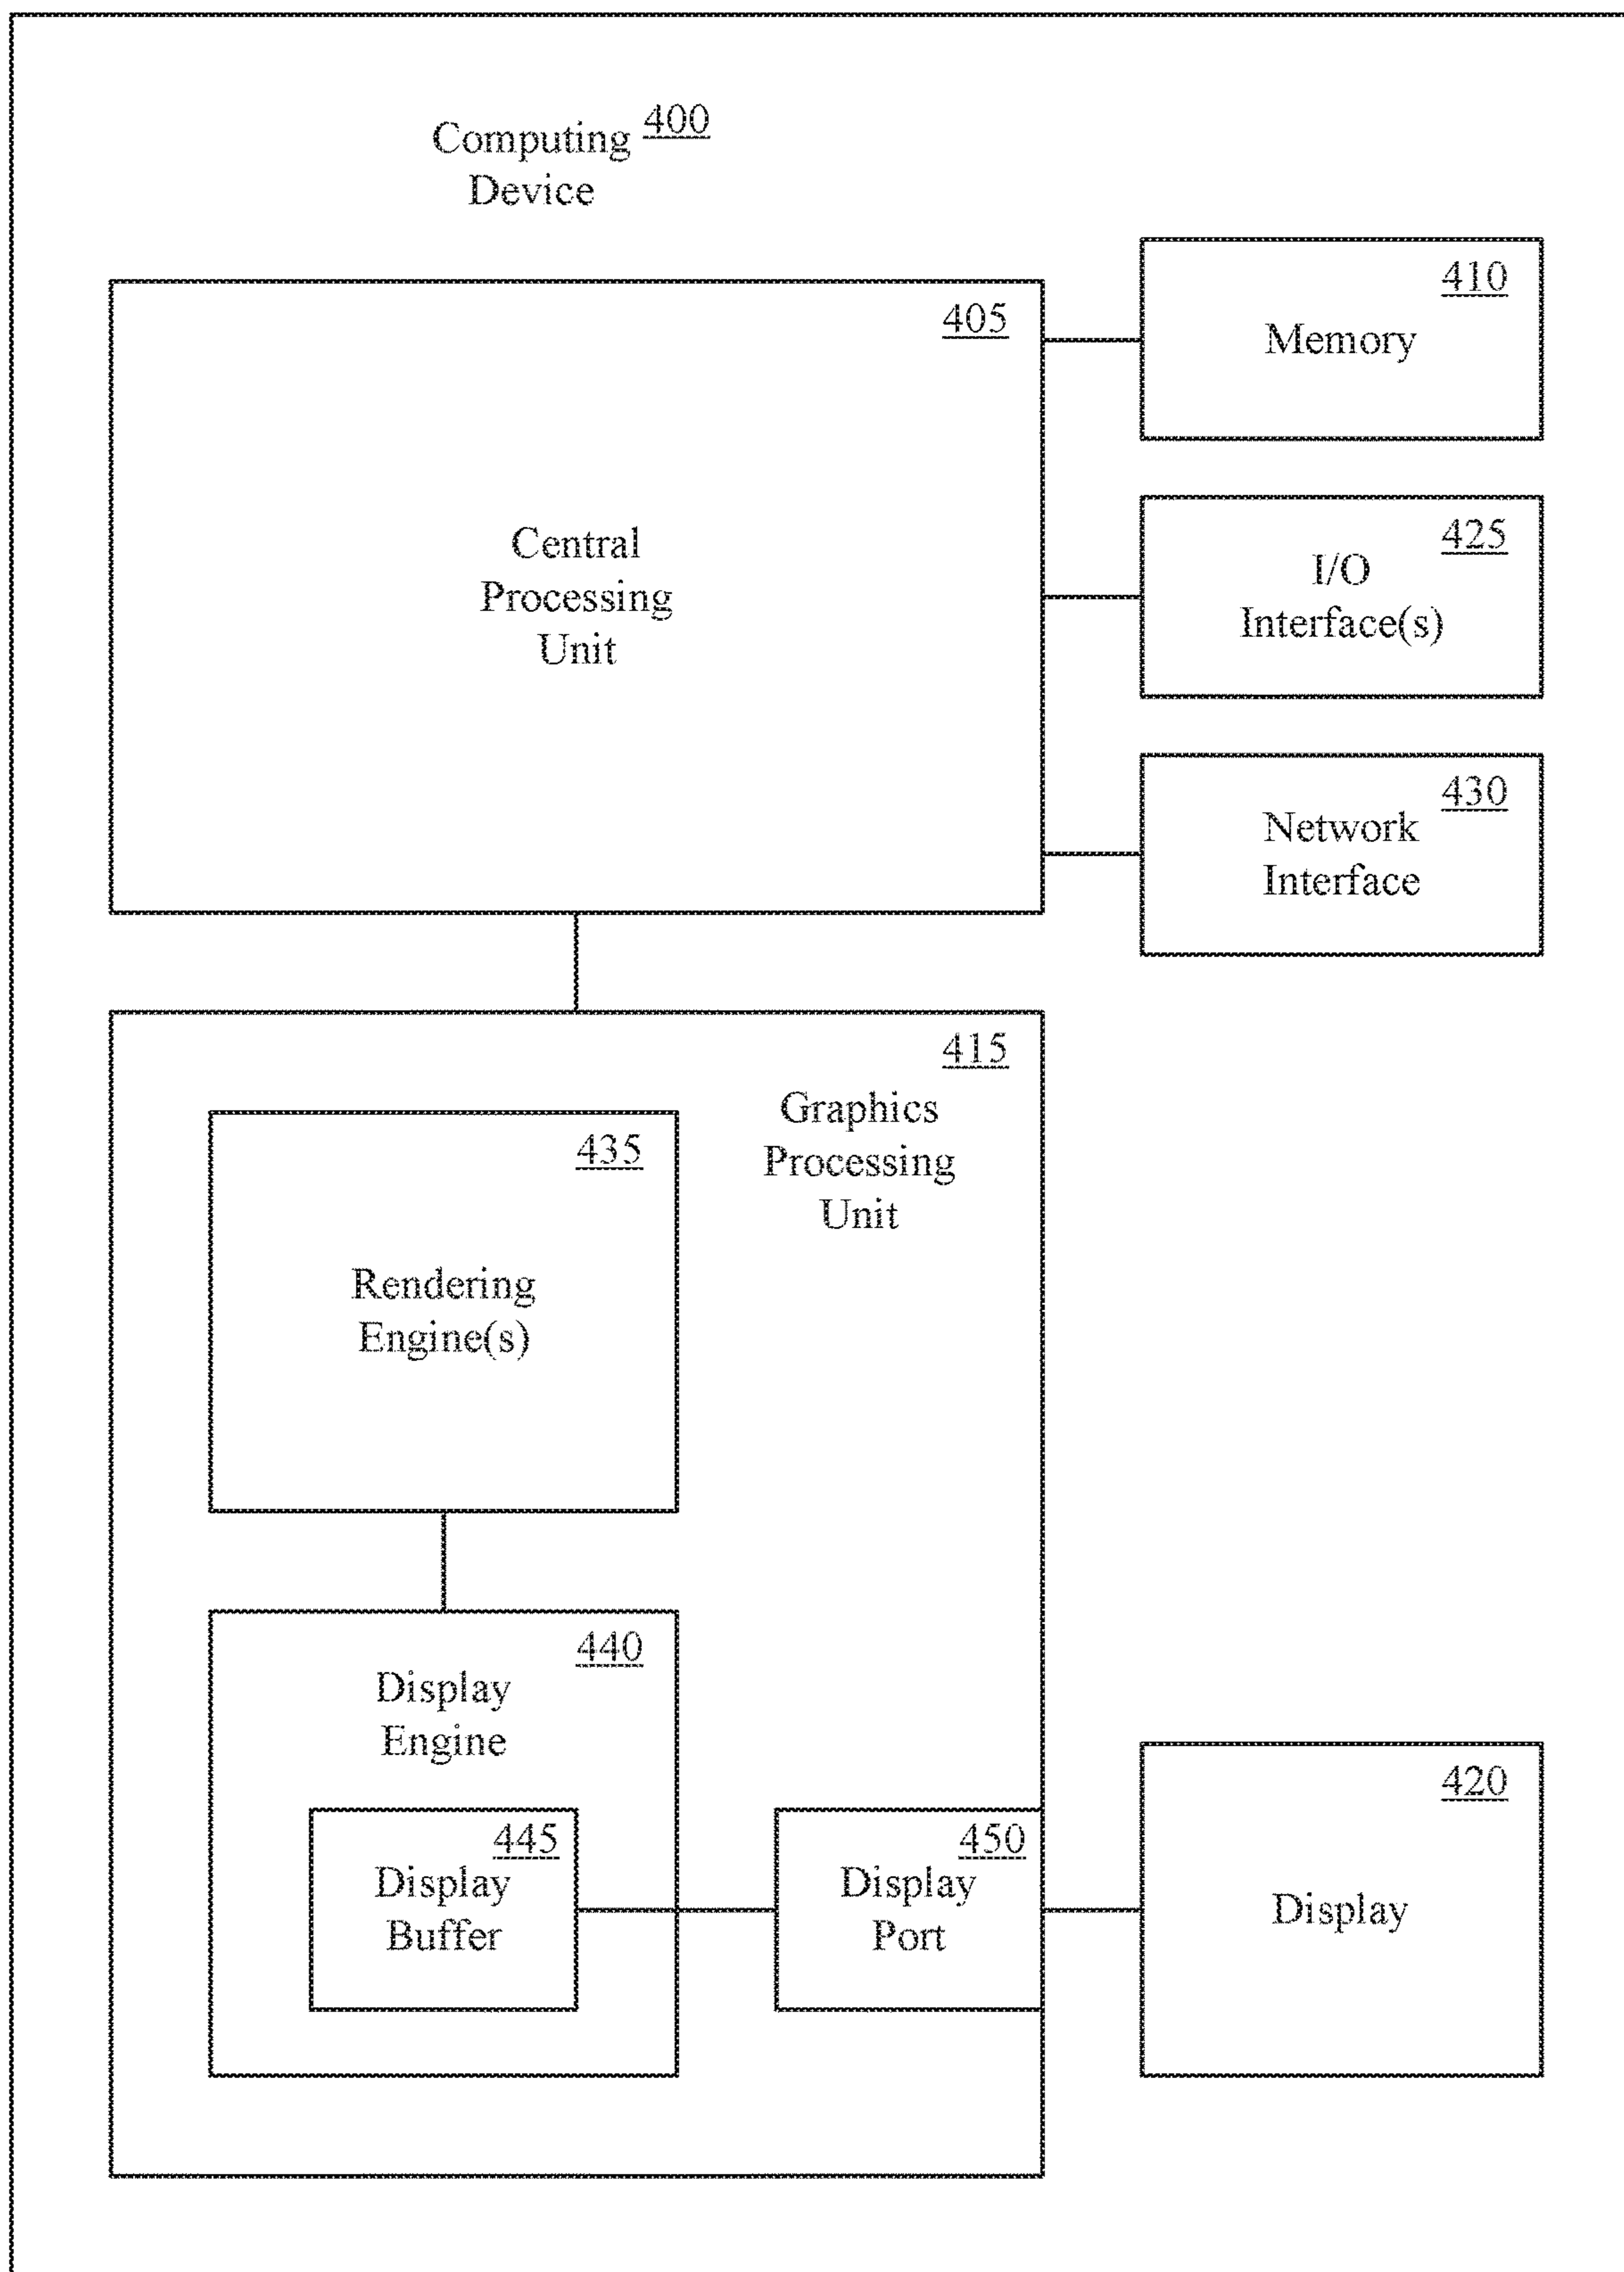 Computing 400
Device
410
Memory
405
Central
Processing
Unit
425
I/O
Interface(s)
430
Network
Interface
415
Graphics
Processing
Unit
435
Rendering
Engine(s)
440
Display
Engine
445
Display
Buffer
450
Display
Port
420
Display